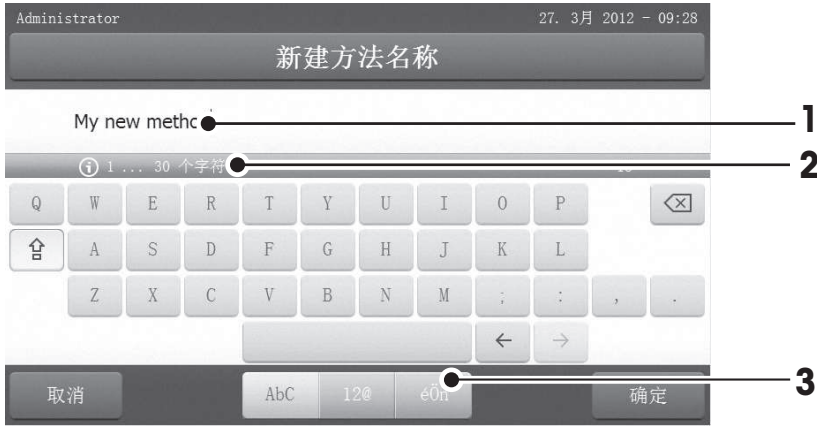 Administrator 27. 3月 2012 - 09:28
新建方法名称
My new metho
1
1 ... 30 个字符
2
Q W E R T Y U I O P
A S D F G H J K L
Z X C V B N M ; : , .
← →
取消 AbC 12@ éÖñ 确定
3